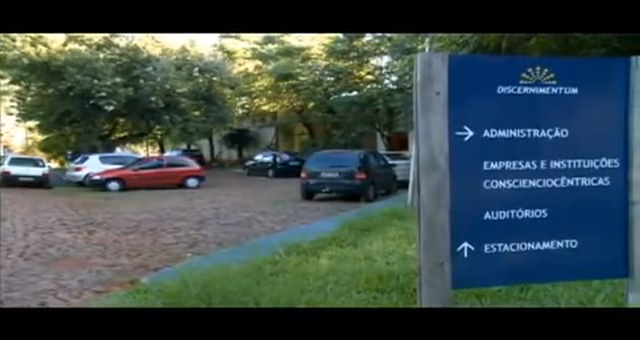 DISCERNIMENTUM
→ ADMINISTRAÇÃO
EMPRESAS E INSTITUIÇÕES
CONSCIENCIOCÊNTRICAS
AUDITÓRIOS
↑ ESTACIONAMENTO